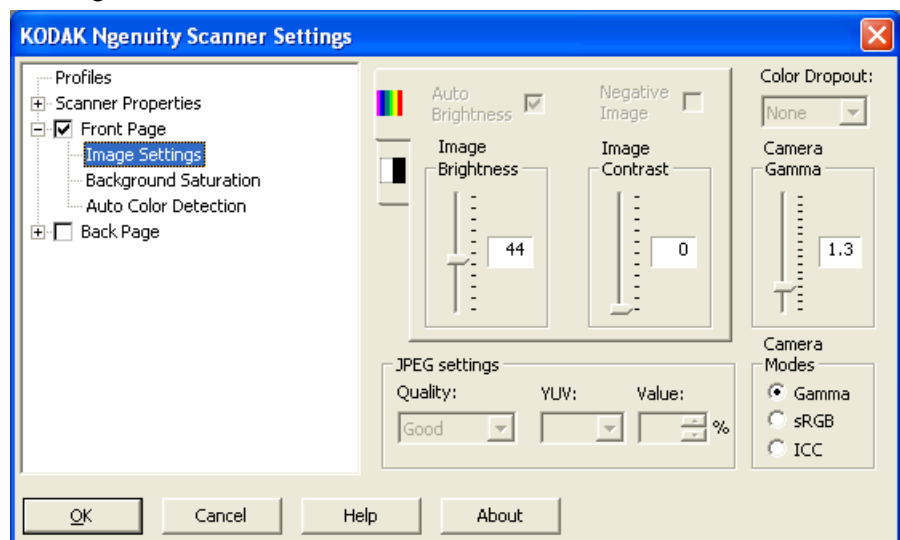 KODAK Ngenuity Scanner Settings
Profiles
Scanner Properties
Front Page
Image Settings
Background Saturation
Auto Color Detection
Back Page
Auto
Brightness
Negative
Image
Color Dropout:
None
Image
Brightness
44
Image
Contrast
0
Camera
Gamma
1.3
JPEG settings
Quality:
YUV:
Value:
Good
%
Camera
Modes
Gamma
sRGB
ICC
OK
Cancel
Help
About